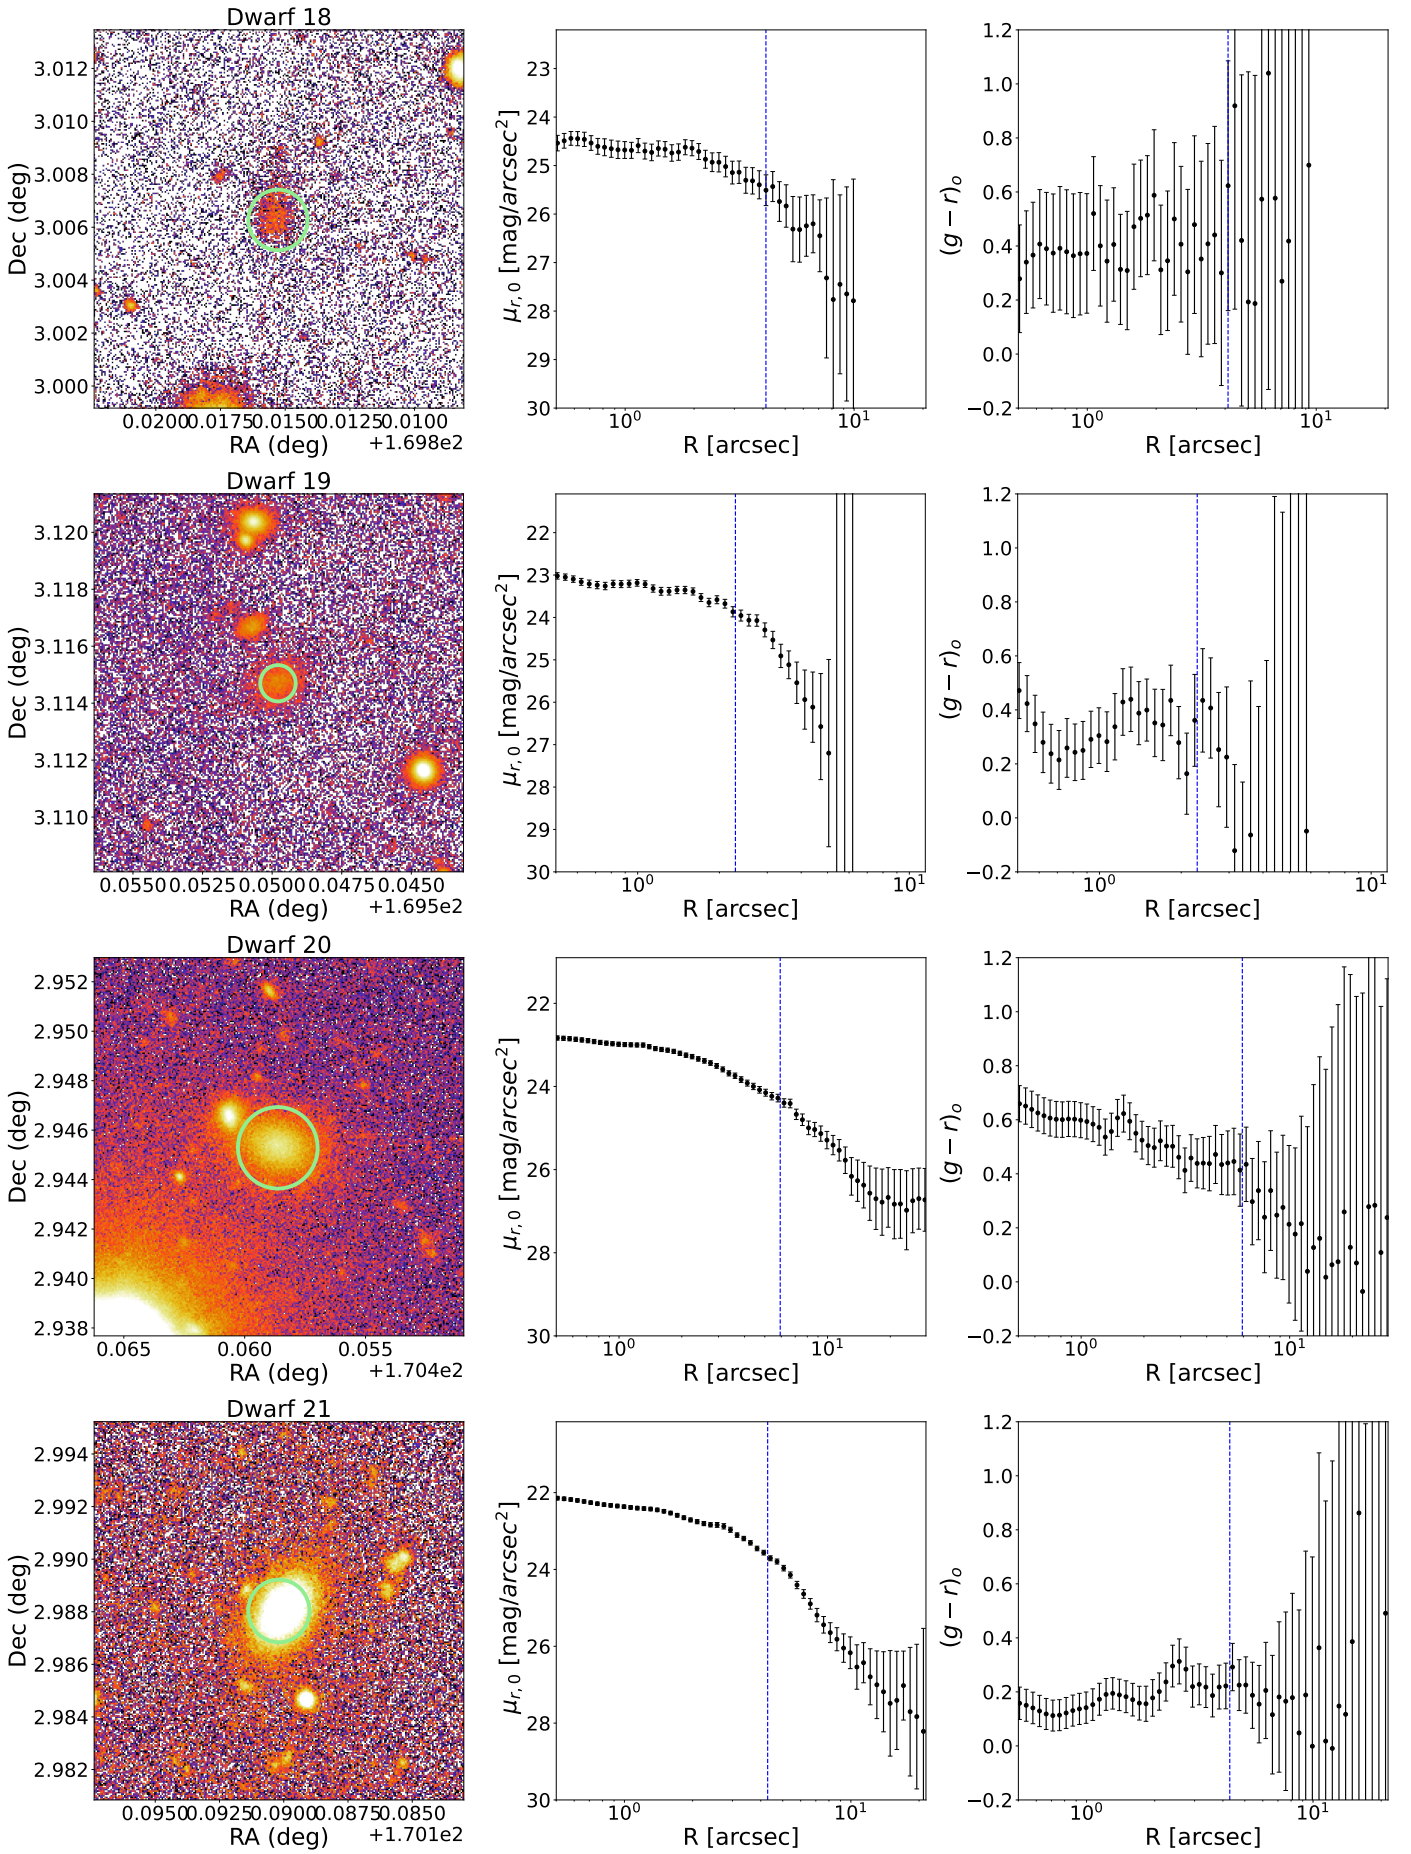 Dwarf 18
3.012
3.010
3.008
3.006
3.004
3.002
3.000
Dec (deg)
0.0200 0.0175 0.0150 0.0125 0.0100
RA (deg)
+1.698e2
23
24
25
26
27
28
29
30
μr, 0 [mag/arcsec²]
10⁰ 10¹
R [arcsec]
1.2
1.0
0.8
0.6
0.4
0.2
0.0
−0.2
(g − r)o
10⁰ 10¹
R [arcsec]
Dwarf 19
3.120
3.118
3.116
3.114
3.112
3.110
Dec (deg)
0.0550 0.0525 0.0500 0.0475 0.0450
RA (deg)
+1.695e2
22
23
24
25
26
27
28
29
30
μr, 0 [mag/arcsec²]
10⁰ 10¹
R [arcsec]
1.2
1.0
0.8
0.6
0.4
0.2
0.0
−0.2
(g − r)o
10⁰ 10¹
R [arcsec]
Dwarf 20
2.952
2.950
2.948
2.946
2.944
2.942
2.940
2.938
Dec (deg)
0.065 0.060 0.055
RA (deg)
+1.704e2
22
24
26
28
30
μr, 0 [mag/arcsec²]
10⁰ 10¹
R [arcsec]
1.2
1.0
0.8
0.6
0.4
0.2
0.0
−0.2
(g − r)o
10⁰ 10¹
R [arcsec]
Dwarf 21
2.994
2.992
2.990
2.988
2.986
2.984
2.982
Dec (deg)
0.0950 0.0925 0.0900 0.0875 0.0850
RA (deg)
+1.701e2
22
24
26
28
30
μr, 0 [mag/arcsec²]
10⁰ 10¹
R [arcsec]
1.2
1.0
0.8
0.6
0.4
0.2
0.0
−0.2
(g − r)o
10⁰ 10¹
R [arcsec]